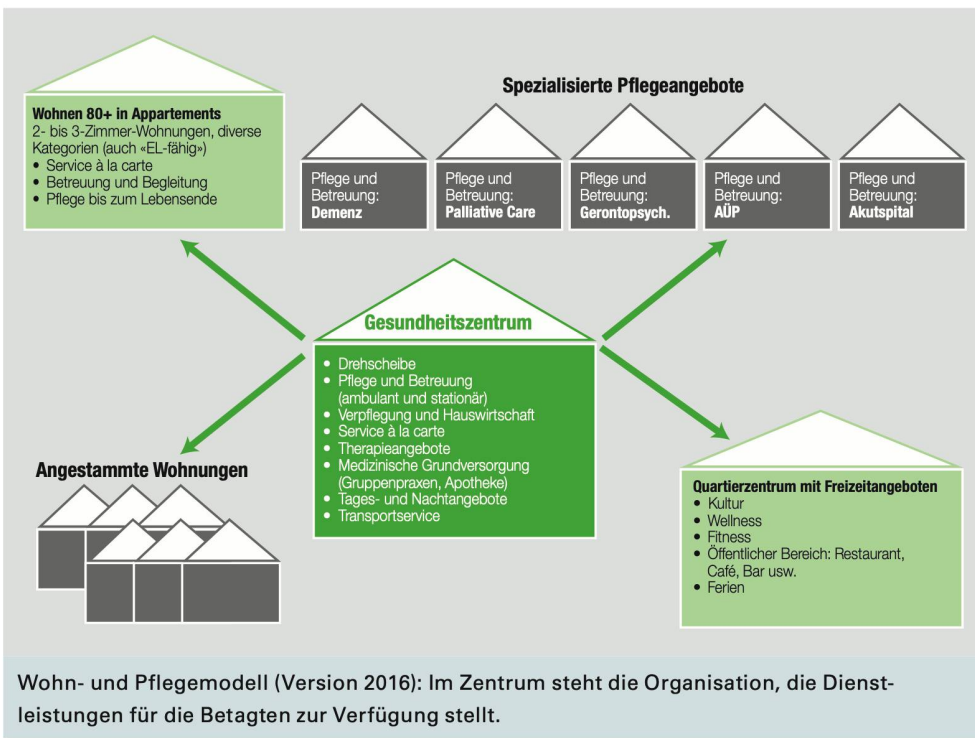 Wohnen 80+ in Appartements
2- bis 3-Zimmer-Wohnungen, diverse
Kategorien (auch «EL-fähig»)
• Service à la carte
• Betreuung und Begleitung
• Pflege bis zum Lebensende
Spezialisierte Pflegeangebote
Pflege und
Betreuung:
Demenz
Pflege und
Betreuung:
Palliative Care
Pflege und
Betreuung:
Gerontopsych.
Pflege und
Betreuung:
AÜP
Pflege und
Betreuung:
Akutspital
Gesundheitszentrum
• Drehscheibe
• Pflege und Betreuung
(ambulant und stationär)
• Verpflegung und Hauswirtschaft
• Service à la carte
• Therapieangebote
• Medizinische Grundversorgung
(Gruppenpraxen, Apotheke)
• Tages- und Nachtangebote
• Transportservice
Angestammte Wohnungen
Quartierzentrum mit Freizeitangeboten
• Kultur
• Wellness
• Fitness
• Öffentlicher Bereich: Restaurant,
Café, Bar usw.
• Ferien
Wohn- und Pflegemodell (Version 2016): Im Zentrum steht die Organisation, die Dienst-
leistungen für die Betagten zur Verfügung stellt.